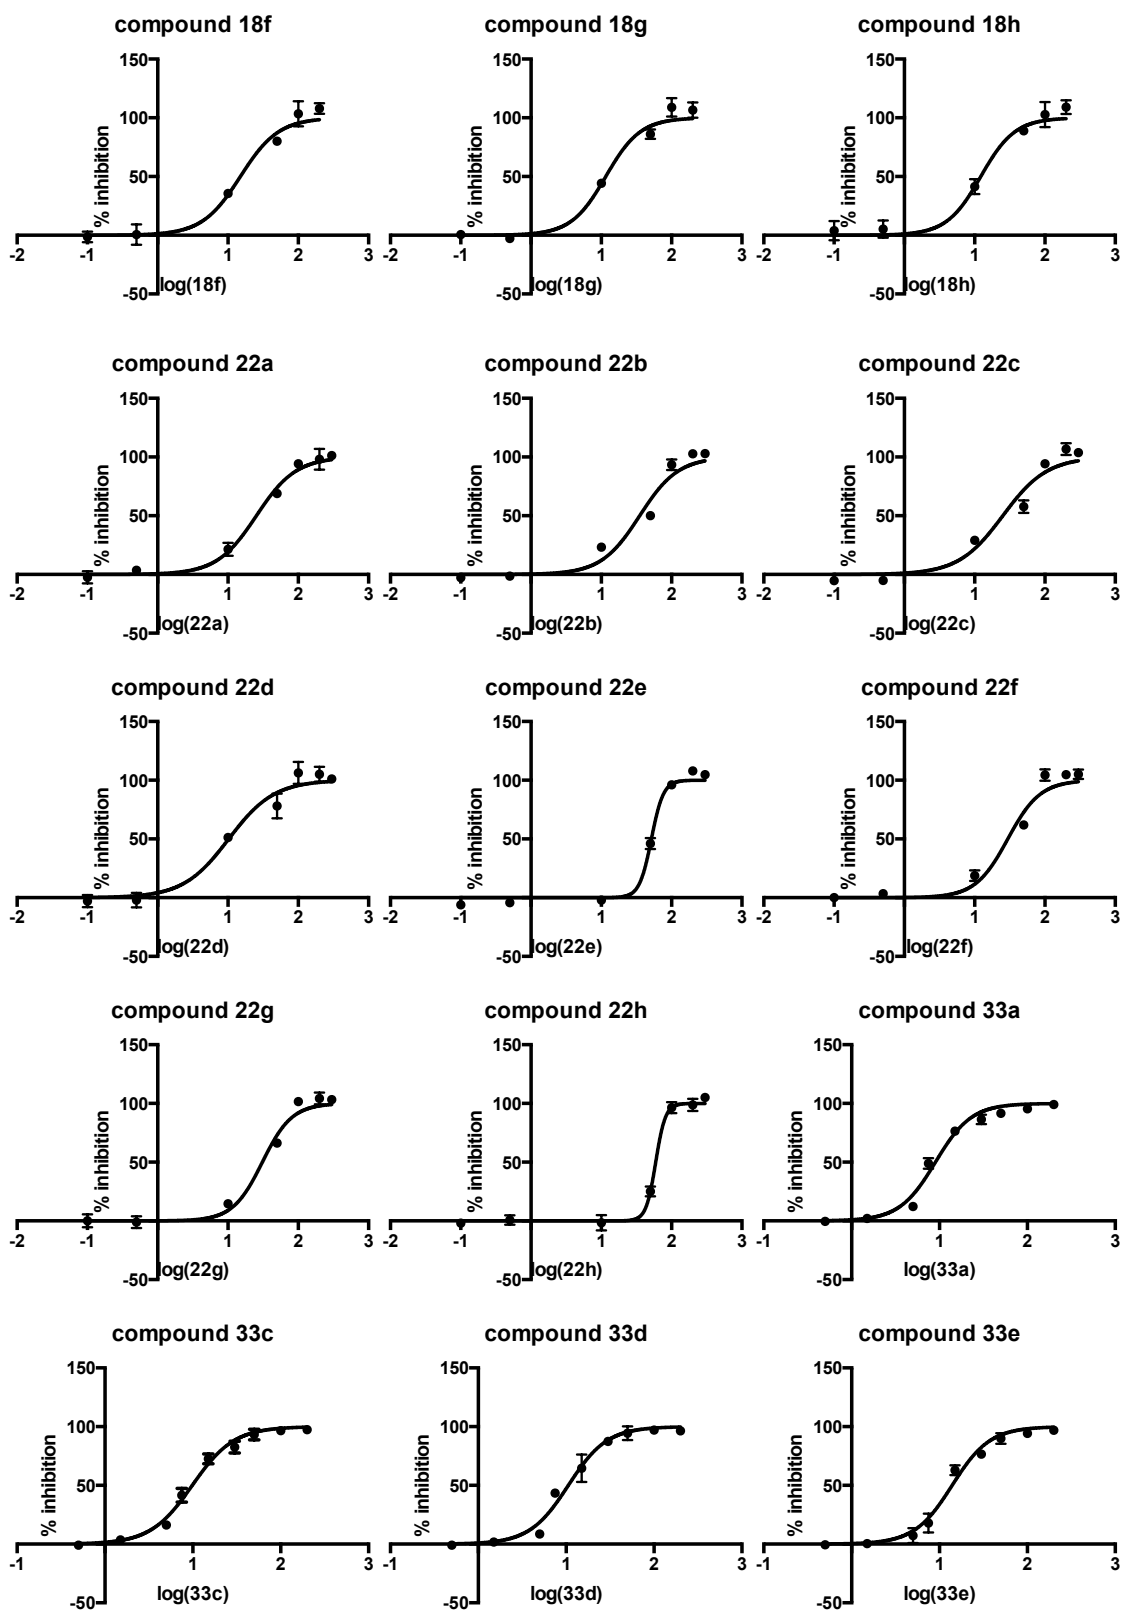 compound 18f
150
100
50
-50
% inhibition
-2 -1 1 2 3
log(18f)
compound 18g
150
100
50
-50
% inhibition
-2 -1 1 2 3
log(18g)
compound 18h
150
100
50
-50
% inhibition
-2 -1 1 2 3
log(18h)
compound 22a
150
100
50
-50
% inhibition
-2 -1 1 2 3
log(22a)
compound 22b
150
100
50
-50
% inhibition
-2 -1 1 2 3
log(22b)
compound 22c
150
100
50
-50
% inhibition
-2 -1 1 2 3
log(22c)
compound 22d
150
100
50
-50
% inhibition
-2 -1 1 2 3
log(22d)
compound 22e
150
100
50
-50
% inhibition
-2 -1 1 2 3
log(22e)
compound 22f
150
100
50
-50
% inhibition
-2 -1 1 2 3
log(22f)
compound 22g
150
100
50
-50
% inhibition
-2 -1 1 2 3
log(22g)
compound 22h
150
100
50
-50
% inhibition
-2 -1 1 2 3
log(22h)
compound 33a
150
100
50
-50
% inhibition
-1 1 2 3
log(33a)
compound 33c
150
100
50
-50
% inhibition
-1 1 2 3
log(33c)
compound 33d
150
100
50
-50
% inhibition
-1 1 2 3
log(33d)
compound 33e
150
100
50
-50
% inhibition
-1 1 2 3
log(33e)